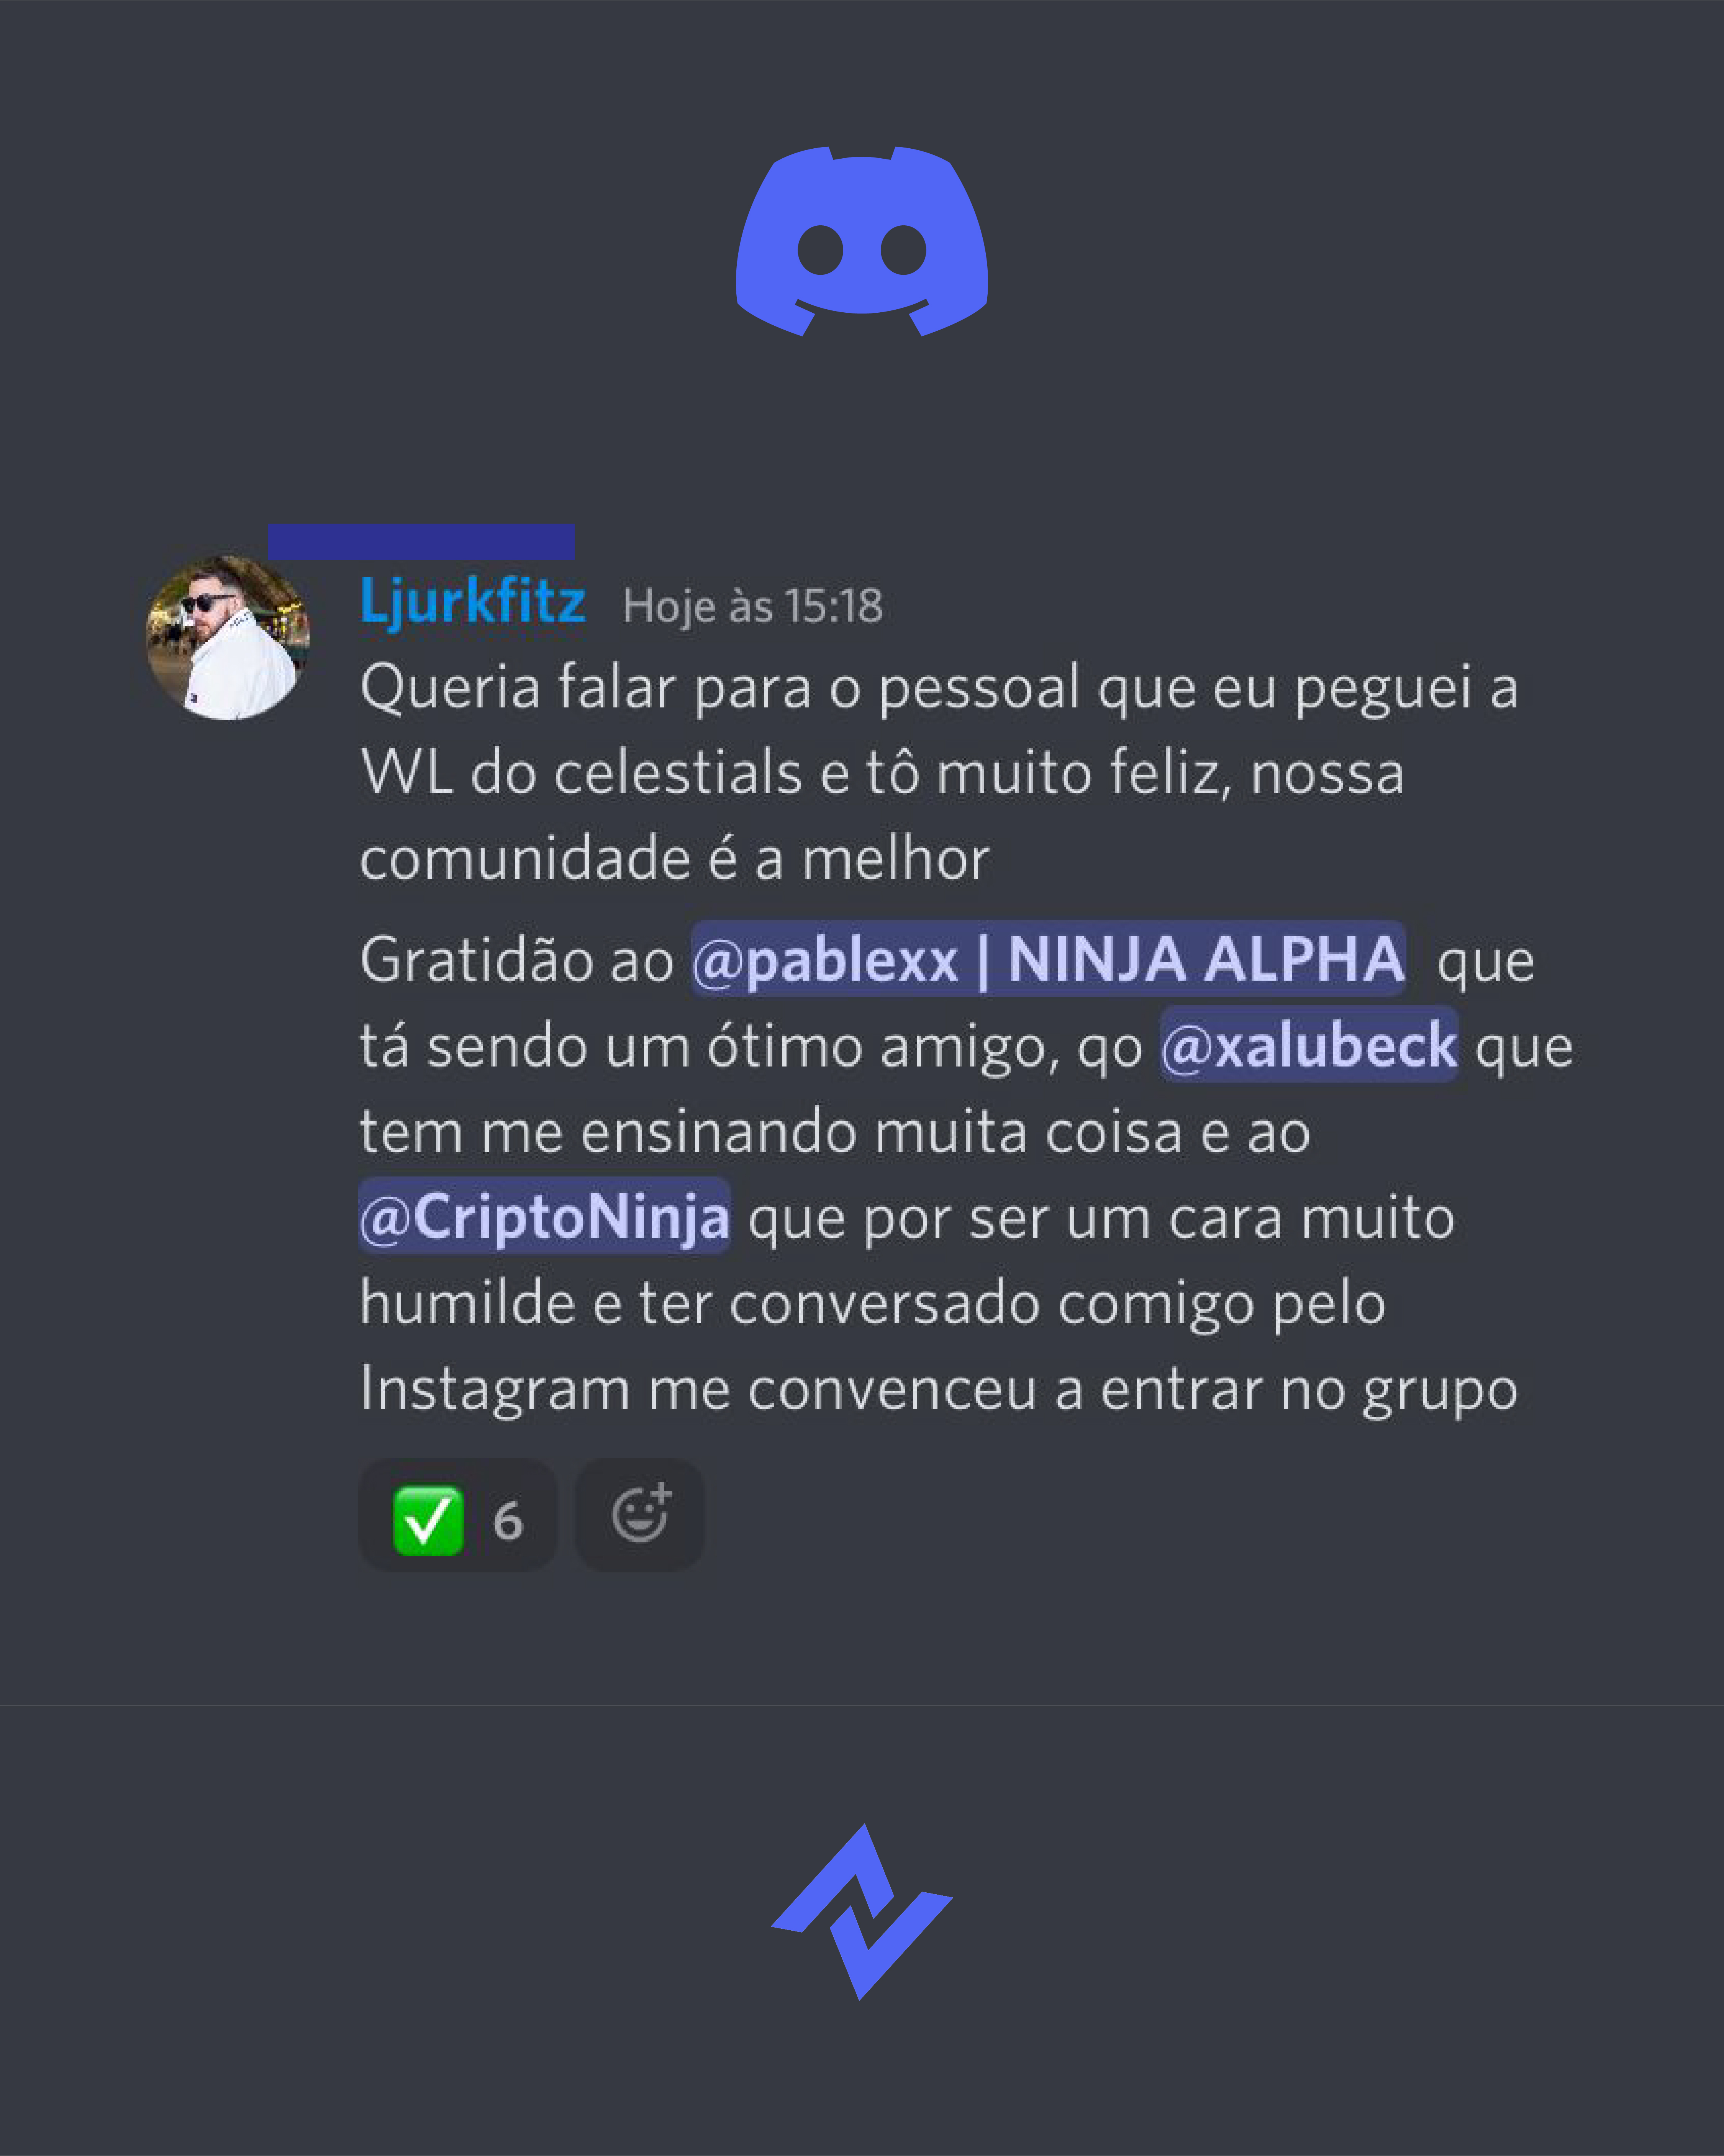 Ljurkfitz Hoje às 15:18
Queria falar para o pessoal que eu peguei a
WL do celestials e tô muito feliz, nossa
comunidade é a melhor
Gratidão ao @pablexx | NINJA ALPHA que
tá sendo um ótimo amigo, qo @xalubeck que
tem me ensinando muita coisa e ao
@CriptoNinja que por ser um cara muito
humilde e ter conversado comigo pelo
Instagram me convenceu a entrar no grupo
✅ 6